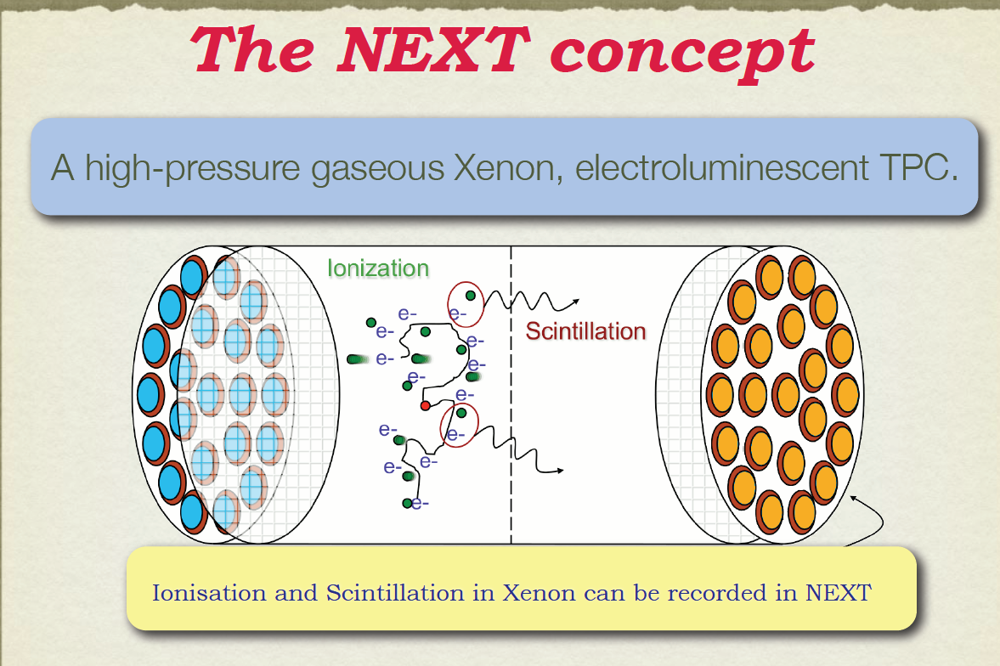 The NEXT concept
A high-pressure gaseous Xenon, electroluminescent TPC.
Ionization
e-
e-
e-
e-
e-
e-
e-
e-
Scintillation
e-
e-
e-
e-
e-
e-
Ionisation and Scintillation in Xenon can be recorded in NEXT